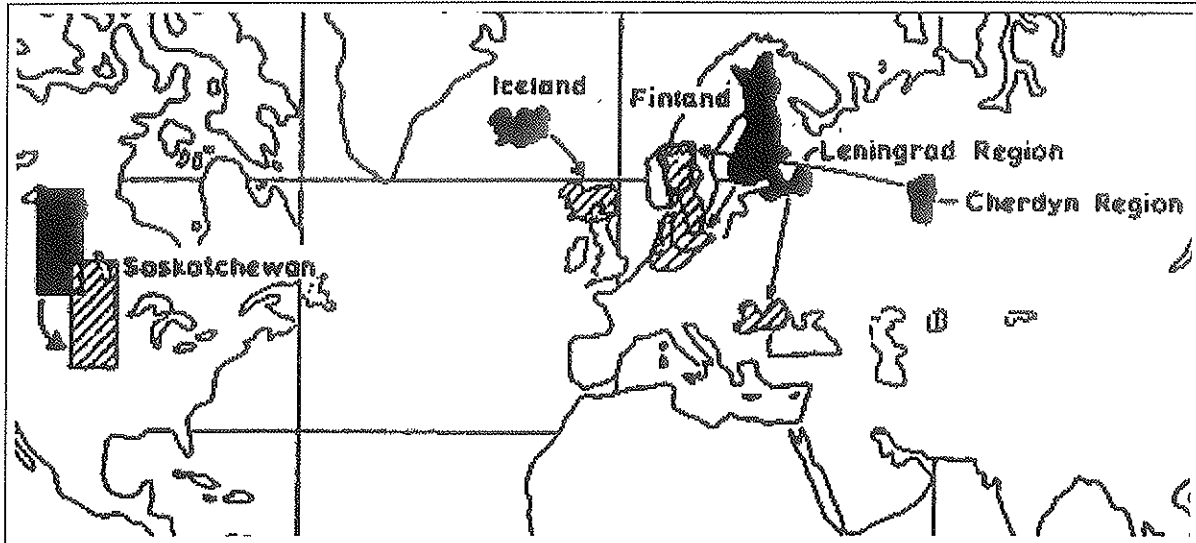 Iceland
Finland
Leningrad Region
Cherdyn Region
Saskatchewan